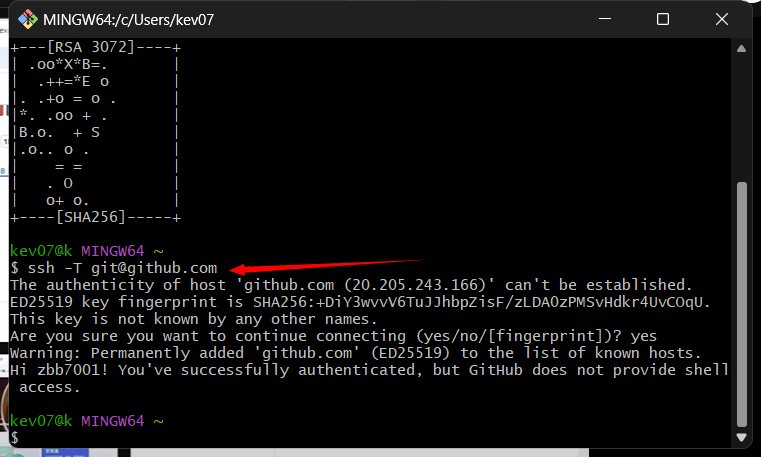 MINGW64:/c/Users/kev07
+---[RSA 3072]----+
| .oo*X*B=.       |
|  .++=*E o       |
|. .+o = o .      |
|*. .oo + .       |
|B.o.  + S        |
|.o.. o .         |
|    = =          |
|   . O           |
|   o+ o.         |
+----[SHA256]-----+
kev07@k MINGW64 ~
$ ssh -T git@github.com
The authenticity of host 'github.com (20.205.243.166)' can't be established.
ED25519 key fingerprint is SHA256:+DiY3wvvV6TuJJhbpZisF/zLDA0zPMSvHdkr4UvCOqU.
This key is not known by any other names.
Are you sure you want to continue connecting (yes/no/[fingerprint])? yes
Warning: Permanently added 'github.com' (ED25519) to the list of known hosts.
Hi zbb7001! You've successfully authenticated, but GitHub does not provide shell
 access.
kev07@k MINGW64 ~
$